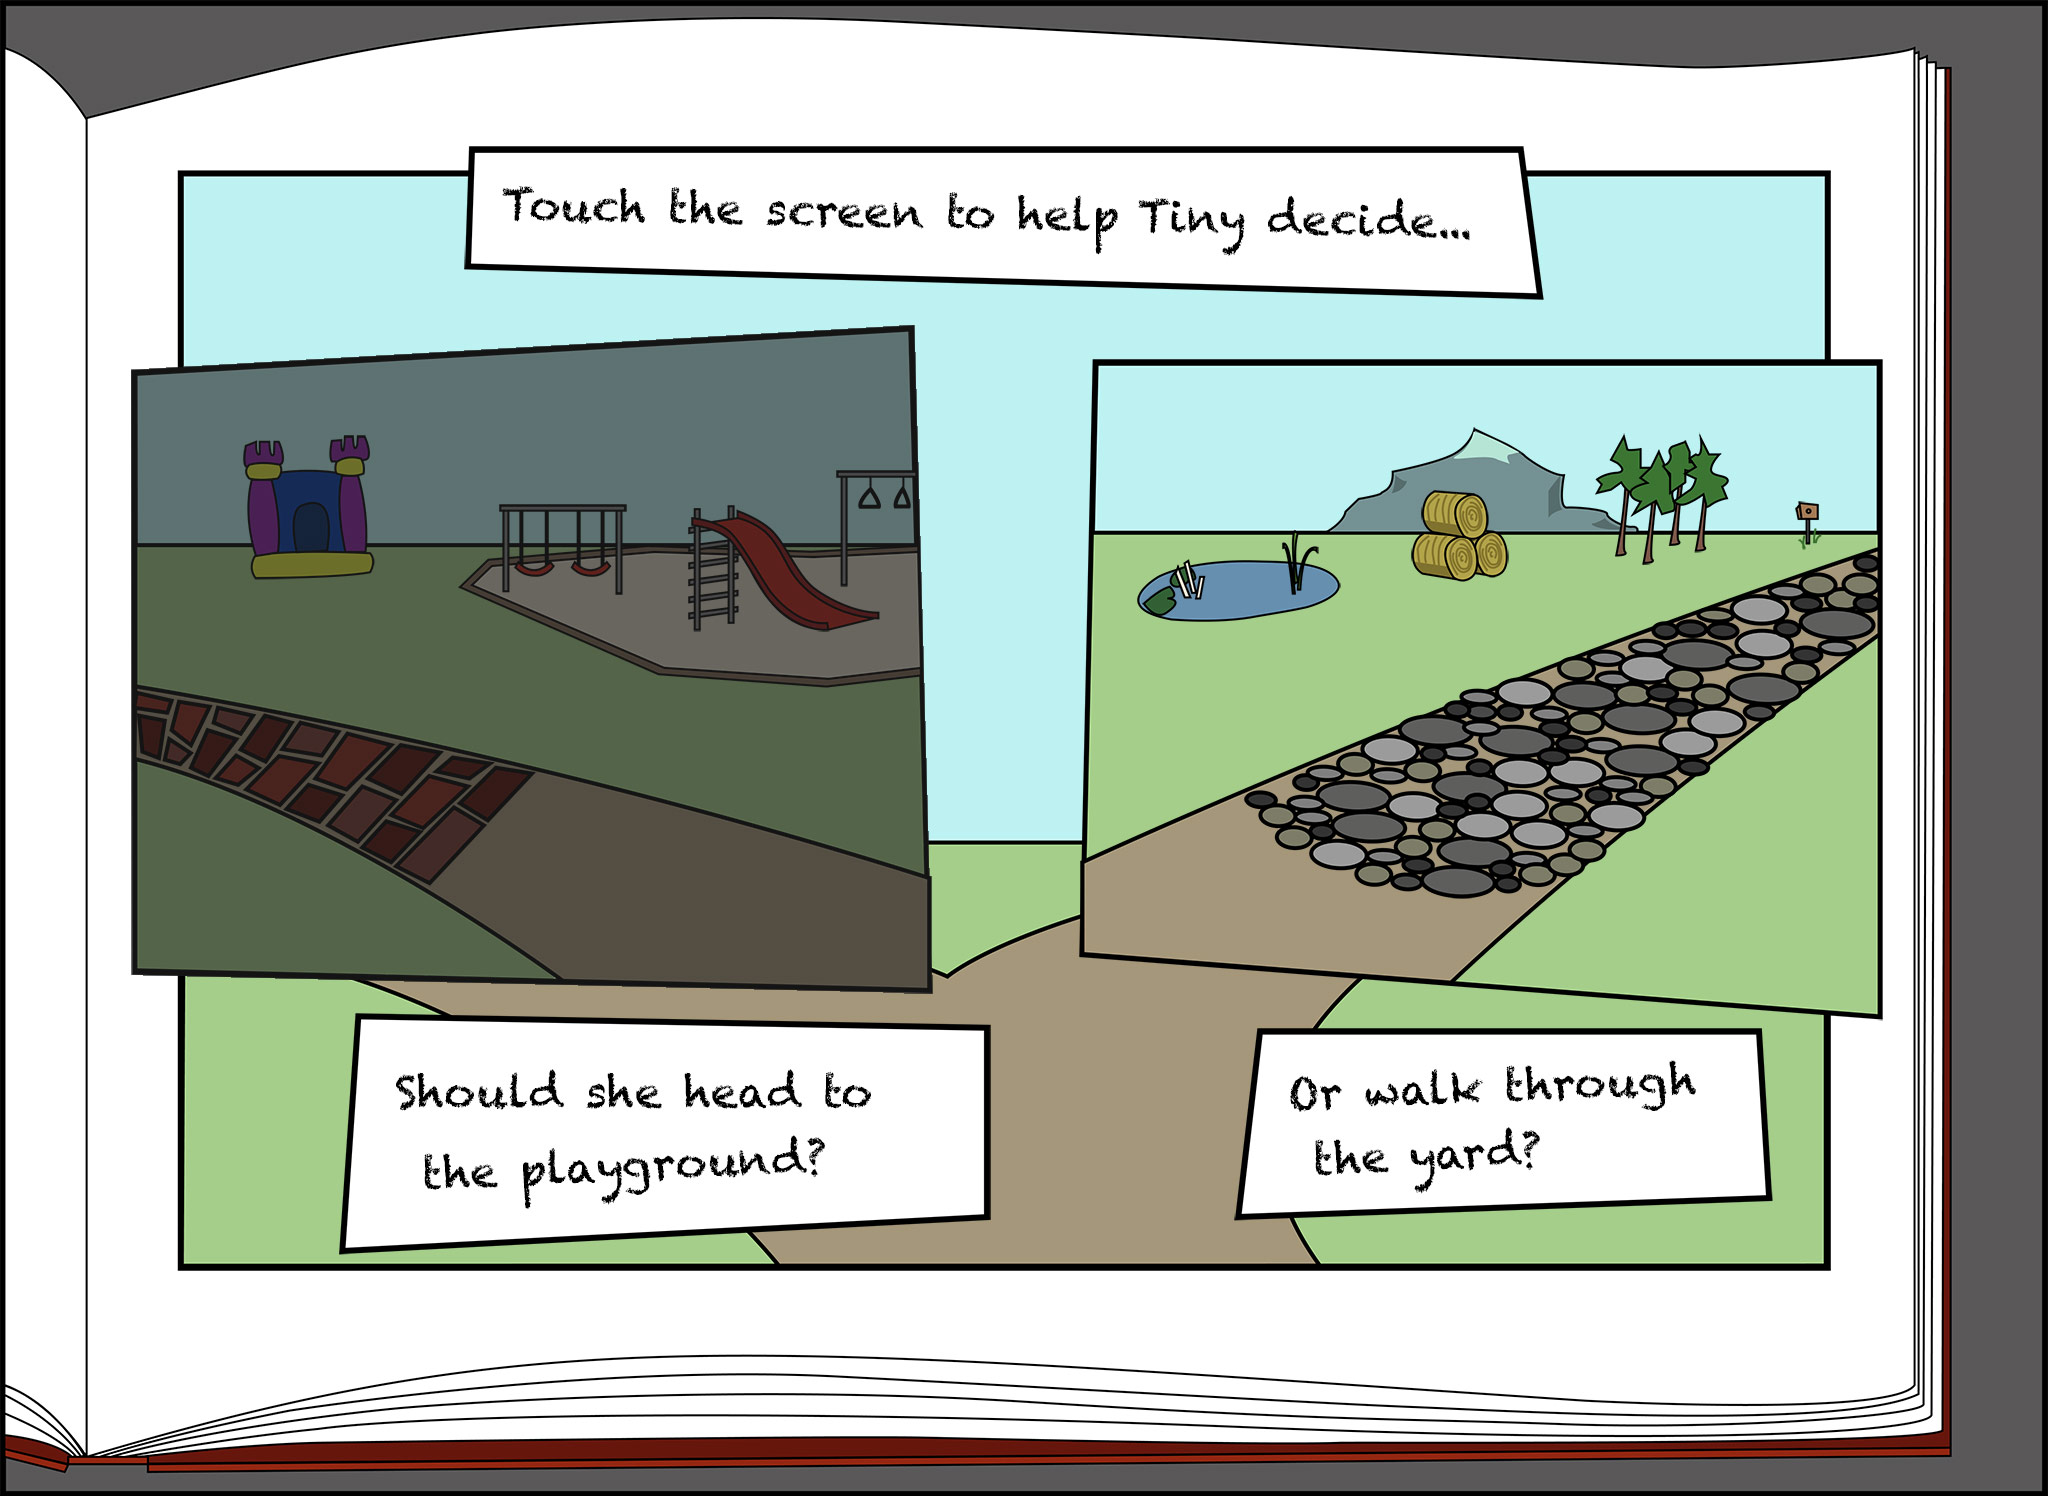 Touch the screen to help Tiny decide...
Should she head to
the playground?
Or walk through
the yard?